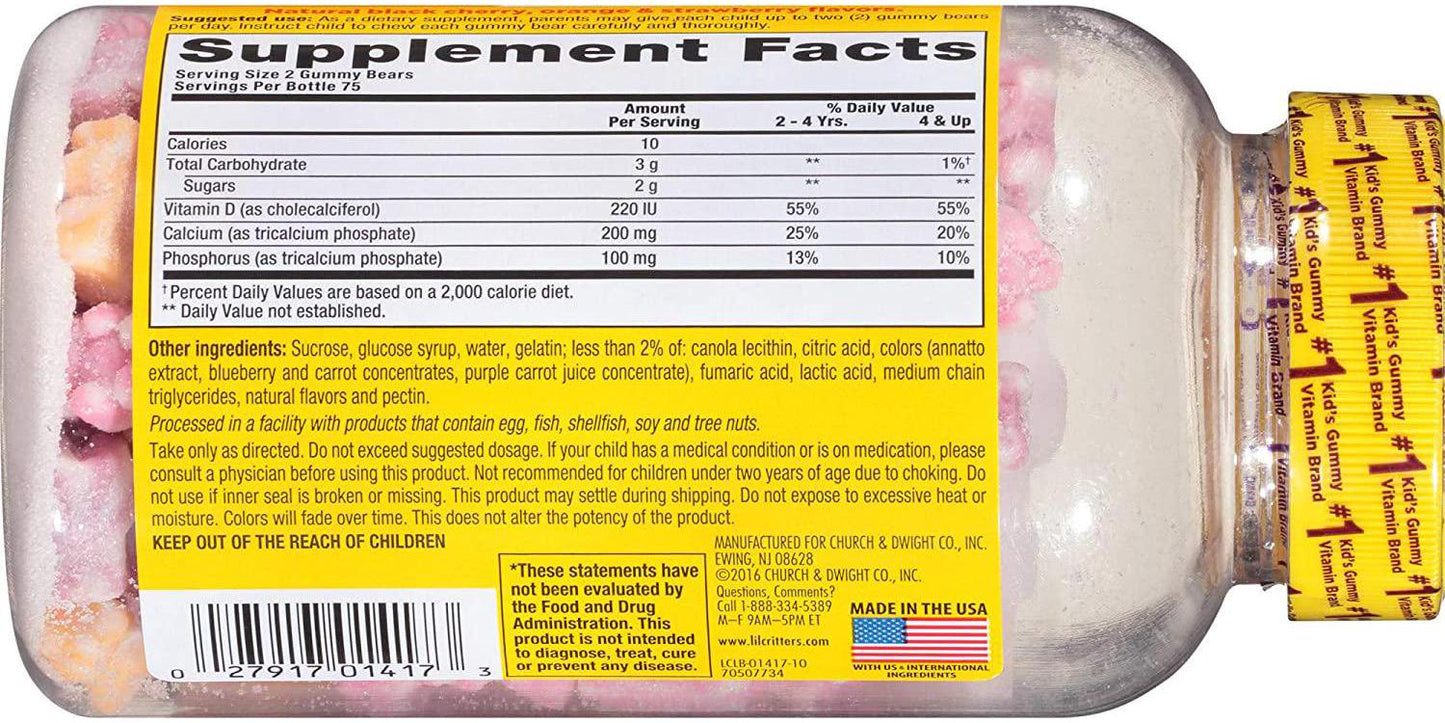 Natural black cherry, orange & strawberry flavors.
Suggested use: As a dietary supplement, parents may give each child up to two (2) gummy bears
per day. Instruct child to chew each gummy bear carefully and thoroughly.
Supplement Facts
Serving Size 2 Gummy Bears
Servings Per Bottle 75
Amount Per Serving % Daily Value 2 – 4 Yrs. 4 & Up
Calories 10
Total Carbohydrate 3 g ** 1%†
Sugars 2 g ** **
Vitamin D (as cholecalciferol) 220 IU 55% 55%
Calcium (as tricalcium phosphate) 200 mg 25% 20%
Phosphorus (as tricalcium phosphate) 100 mg 13% 10%
† Percent Daily Values are based on a 2,000 calorie diet.
** Daily Value not established.
Other ingredients: Sucrose, glucose syrup, water, gelatin; less than 2% of: canola lecithin, citric acid, colors (annatto
extract, blueberry and carrot concentrates, purple carrot juice concentrate), fumaric acid, lactic acid, medium chain
triglycerides, natural flavors and pectin.
Processed in a facility with products that contain egg, fish, shellfish, soy and tree nuts.
Take only as directed. Do not exceed suggested dosage. If your child has a medical condition or is on medication, please
consult a physician before using this product. Not recommended for children under two years of age due to choking. Do
not use if inner seal is broken or missing. This product may settle during shipping. Do not expose to excessive heat or
moisture. Colors will fade over time. This does not alter the potency of the product.
KEEP OUT OF THE REACH OF CHILDREN
0 27917 01417 3
*These statements have
not been evaluated by
the Food and Drug
Administration. This
product is not intended
to diagnose, treat, cure
or prevent any disease.
MANUFACTURED FOR CHURCH & DWIGHT CO., INC.
EWING, NJ 08628
©2016 CHURCH & DWIGHT CO., INC.
Questions, Comments?
Call 1-888-334-5389
M–F 9AM–5PM ET
www.lilcritters.com
LCLB-01417-10
70507734
MADE IN THE USA
WITH US & INTERNATIONAL
INGREDIENTS
#1 Kid's Gummy
Vitamin Brand
#1 Kid's Gummy
Vitamin Brand
#1 Kid's Gummy
Vitamin Brand
#1 Kid's Gummy
Vitamin Brand
#1 Kid's Gummy
Vitamin Brand
#1 Kid's Gummy
Vitamin Brand